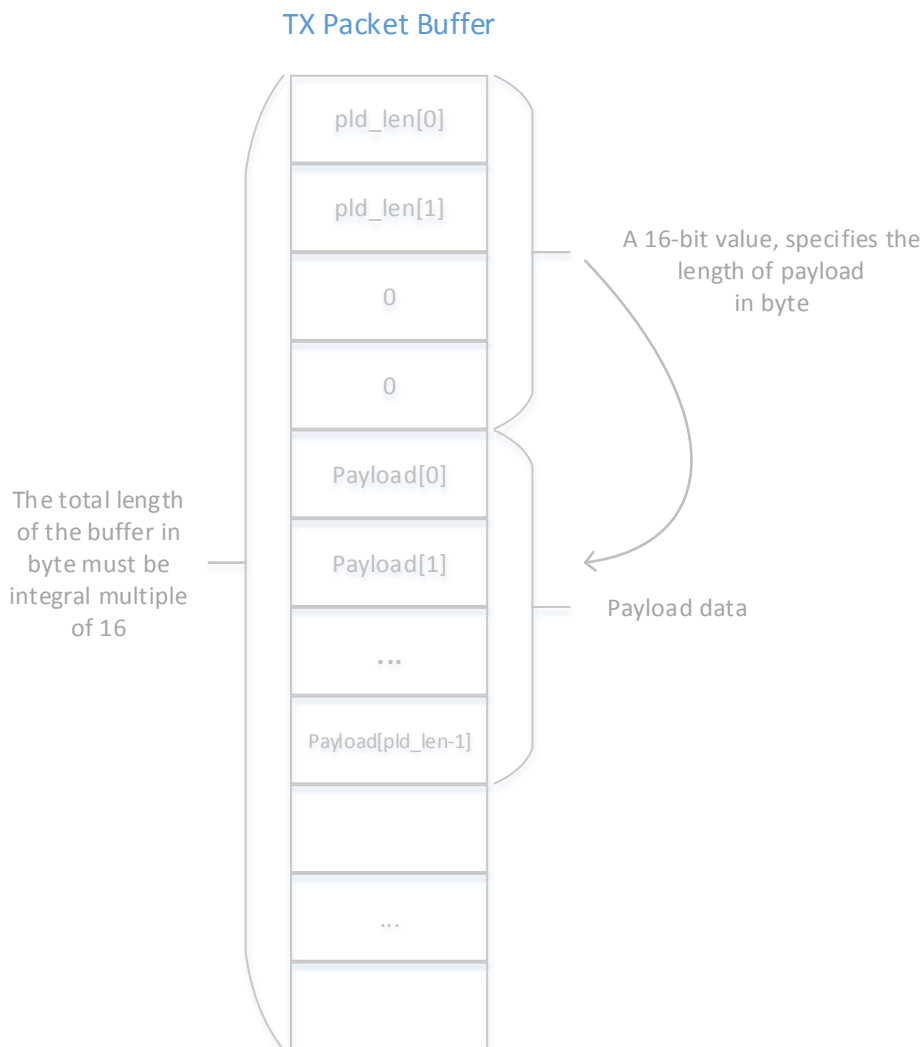 TX Packet Buffer
pld_len[0]
pld_len[1]
0
0
Payload[0]
Payload[1]
...
Payload[pld_len-1]
...
A 16-bit value, specifies the
length of payload
in byte
Payload data
The total length
of the buffer in
byte must be
integral multiple
of 16